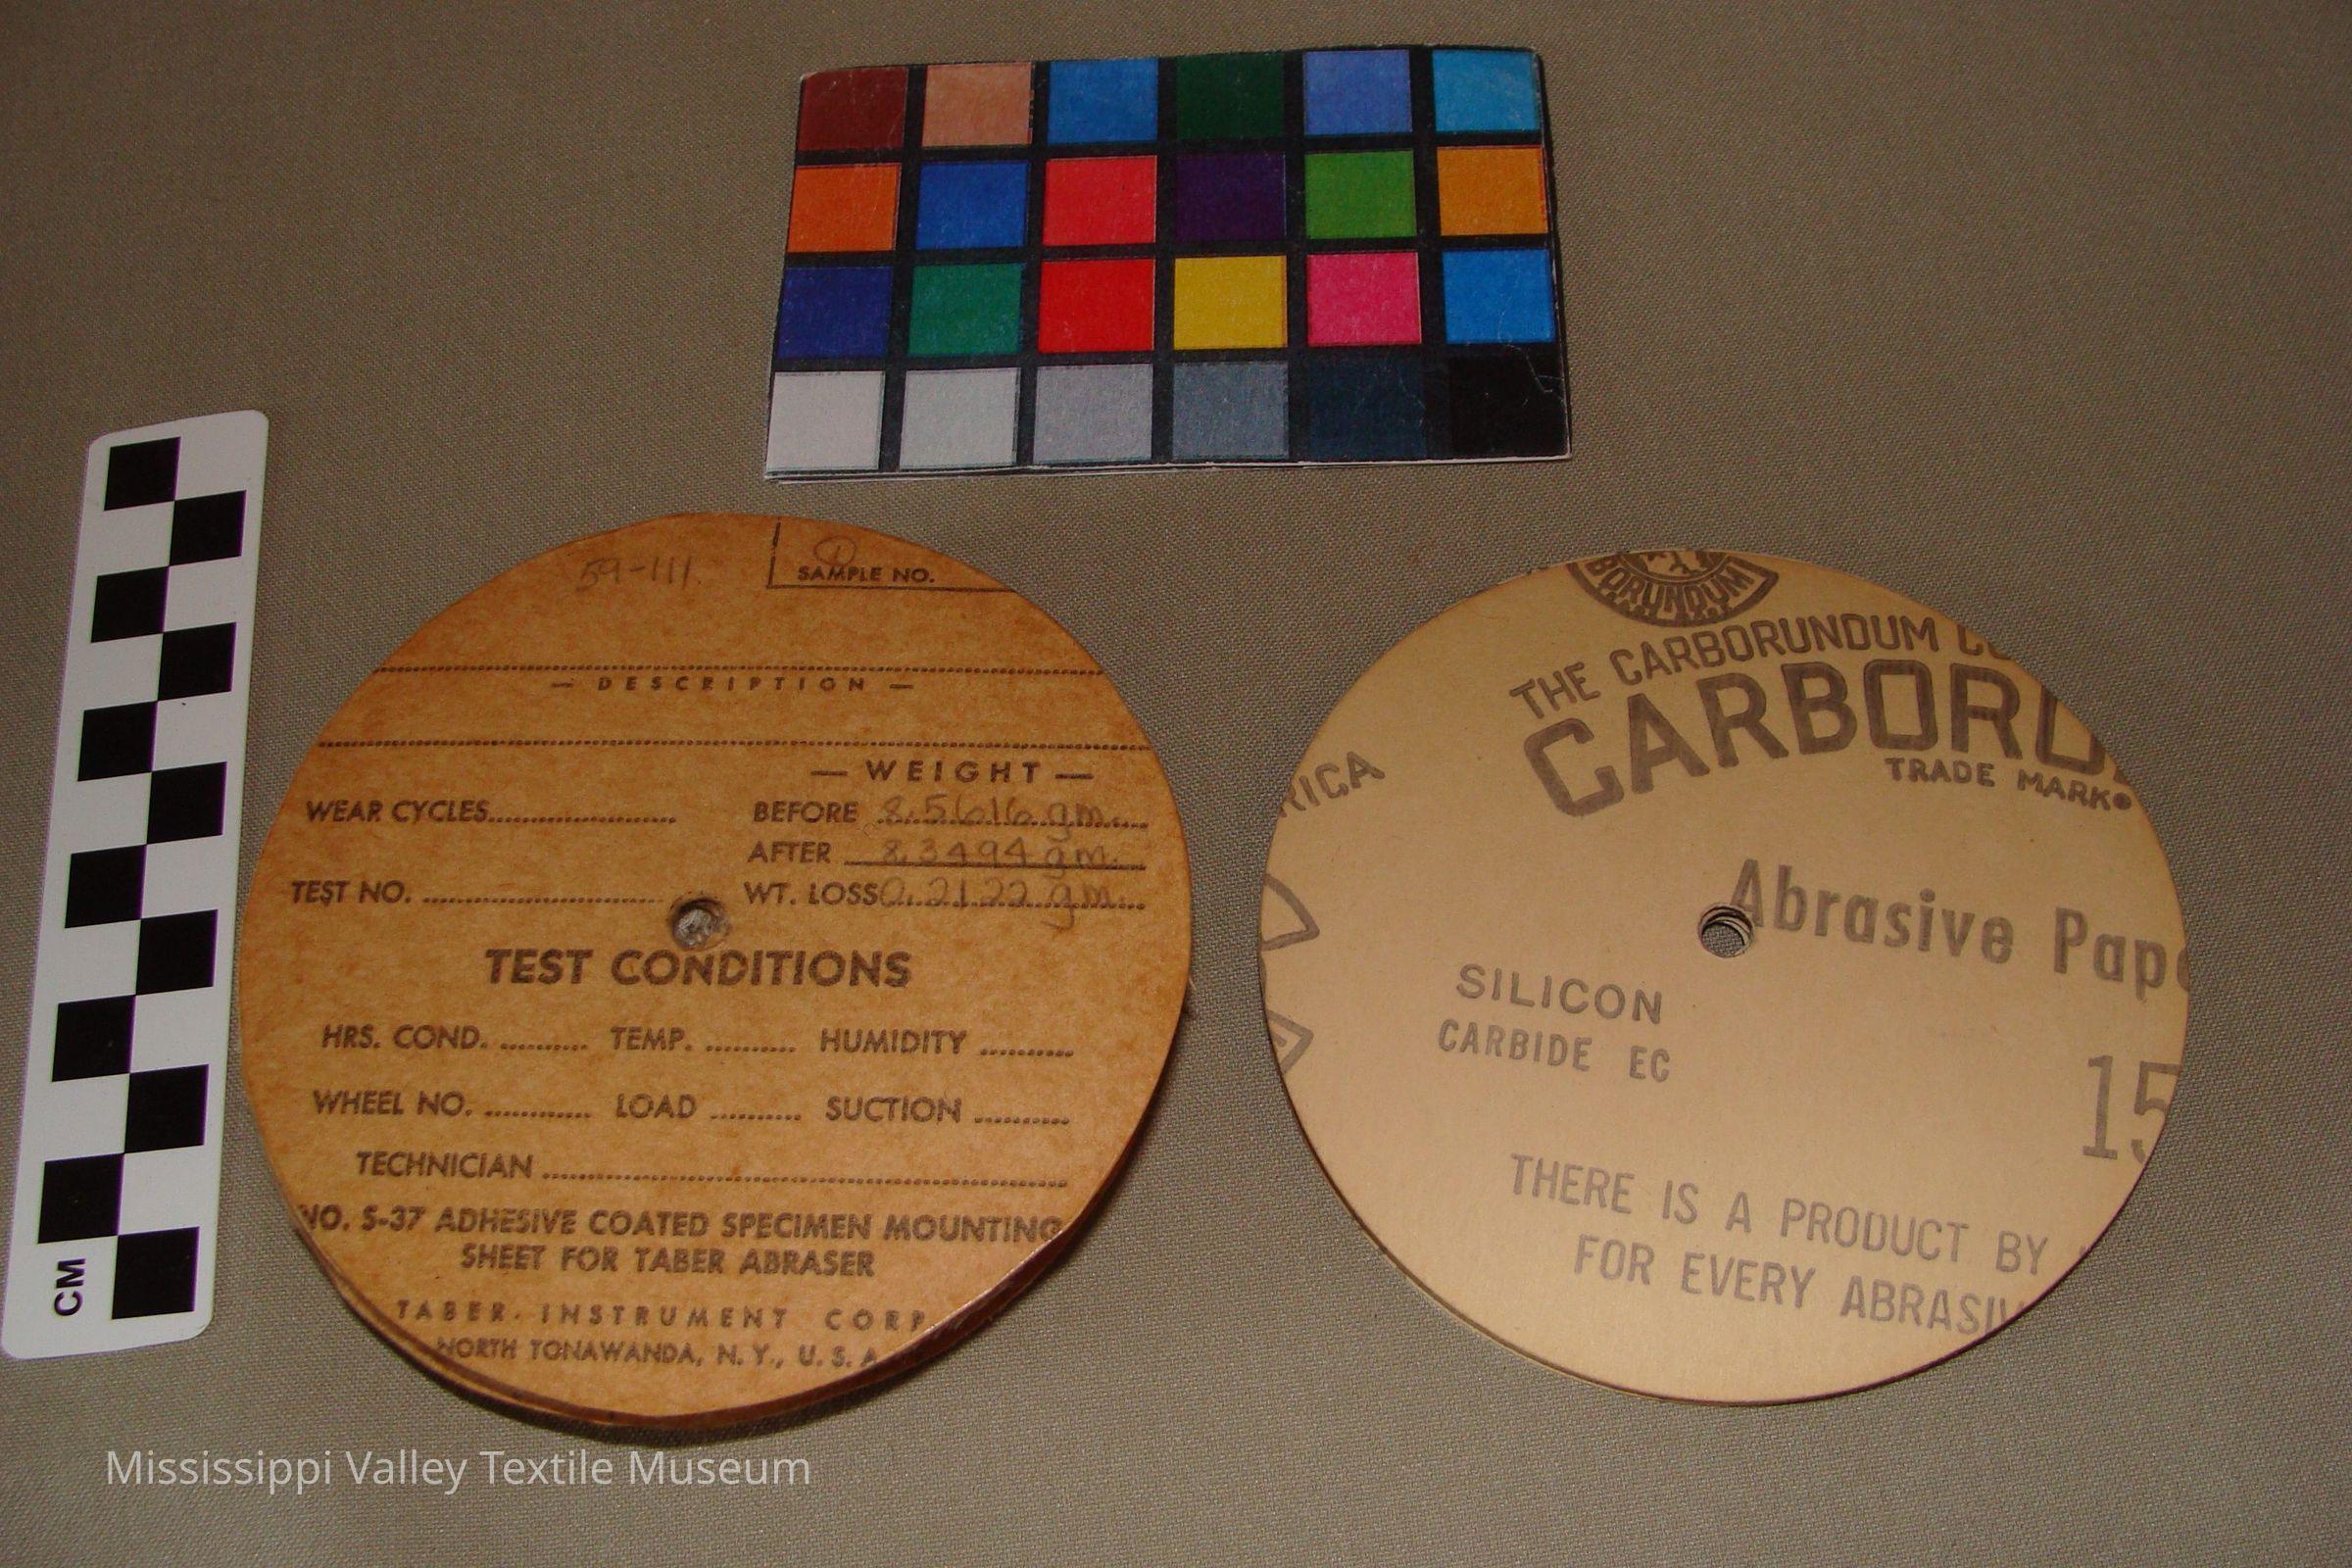 59-111.
SAMPLE NO.
— DESCRIPTION —
— WEIGHT —
WEAR CYCLES
BEFORE 8.5616 gm.
AFTER 8.3494 gm.
TEST NO.
WT. LOSS 0.2122 gm.
TEST CONDITIONS
HRS. COND. TEMP. HUMIDITY
WHEEL NO. LOAD SUCTION
TECHNICIAN
NO. S-37 ADHESIVE COATED SPECIMEN MOUNTING
SHEET FOR TABER ABRASER
TABER INSTRUMENT CORP
NORTH TONAWANDA, N. Y., U. S. A
CM
BORUNDUM
THE CARBORUNDUM CO
CARBORU
TRADE MARK
RICA
Abrasive Pape
SILICON
CARBIDE EC
15
THERE IS A PRODUCT BY
FOR EVERY ABRASIV
Mississippi Valley Textile Museum